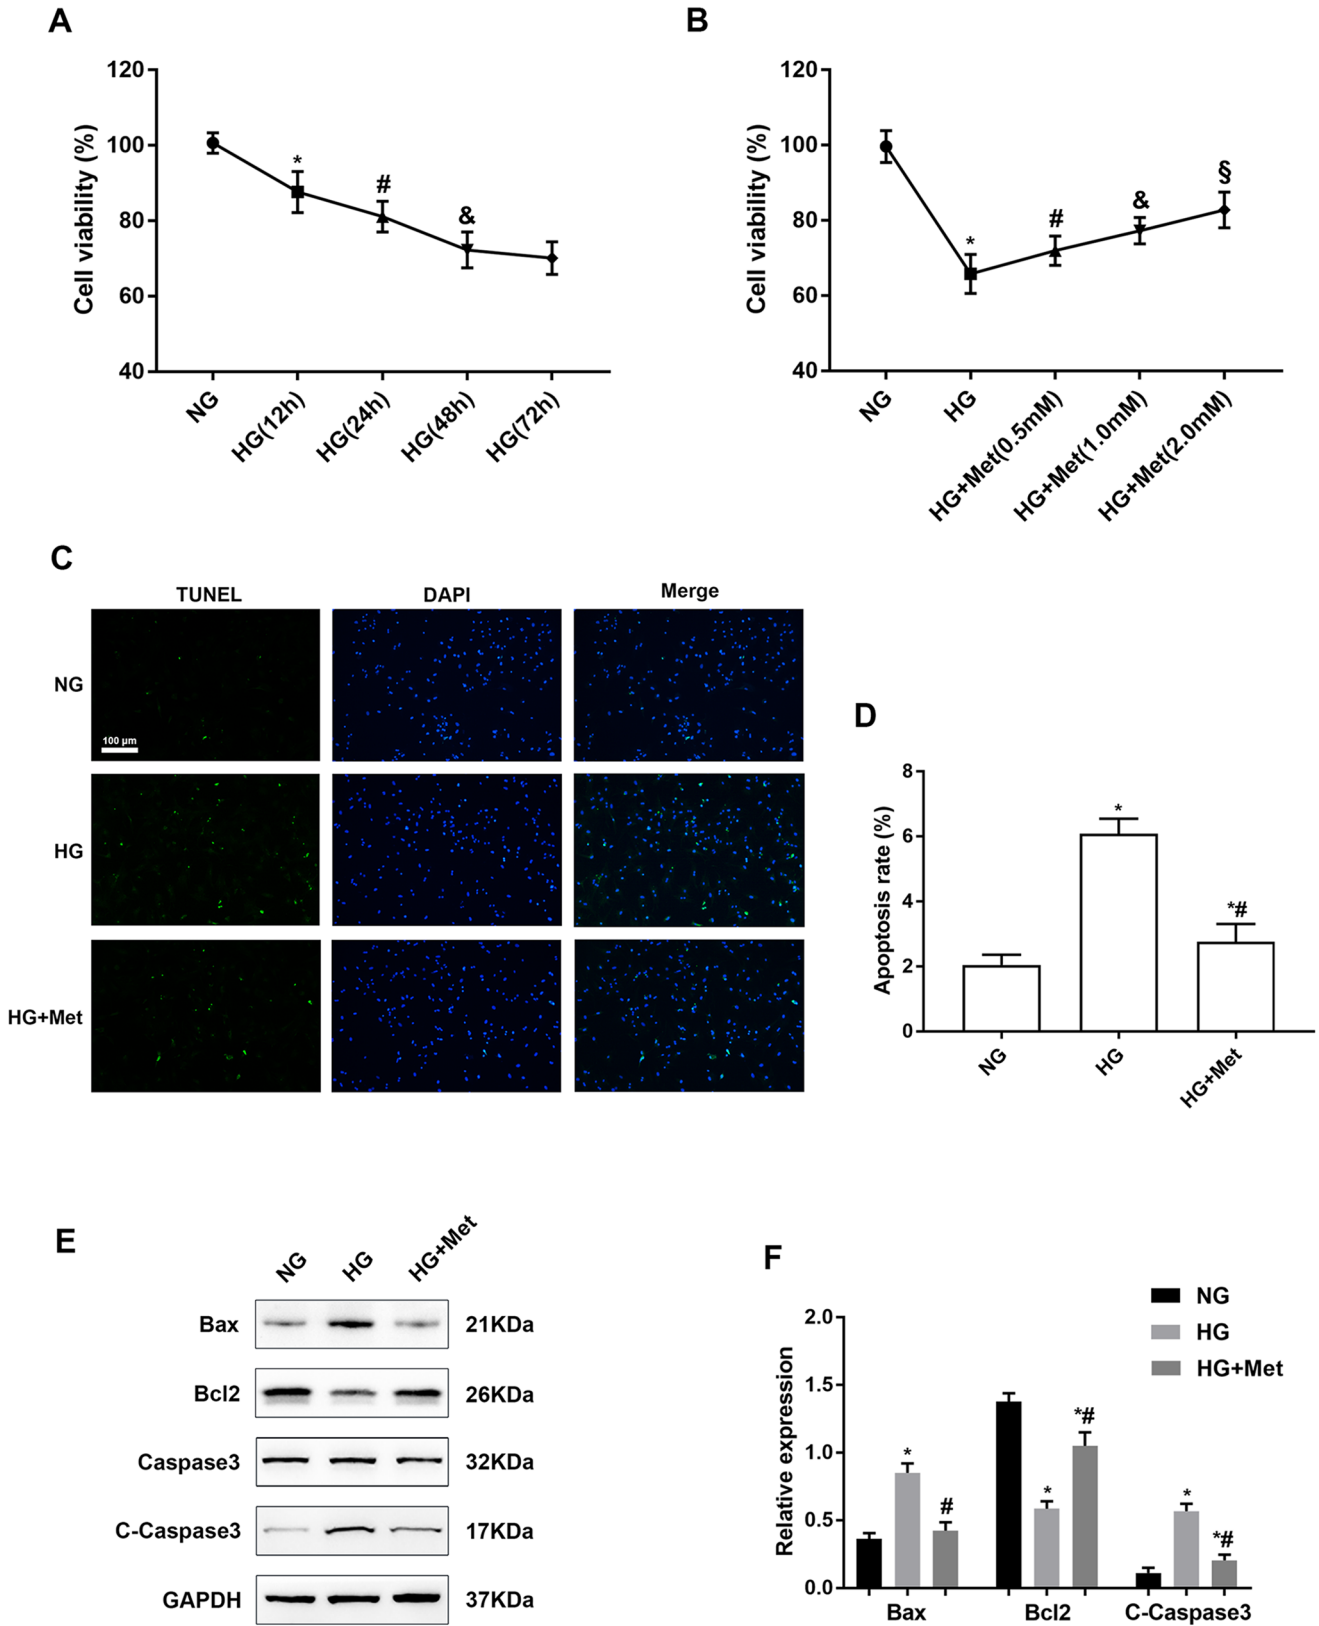 A
Cell viability (%)
120
100
80
60
40
*
#
&
NG
HG(12h)
HG(24h)
HG(48h)
HG(72h)
B
Cell viability (%)
120
100
80
60
40
*
#
&
§
NG
HG
HG+Met(0.5mM)
HG+Met(1.0mM)
HG+Met(2.0mM)
C
TUNEL DAPI Merge
NG
100 μm
HG
HG+Met
D
Apoptosis rate (%)
8
6
4
2
0
*
*#
NG
HG
HG+Met
E
NG HG HG+Met
Bax 21KDa
Bcl2 26KDa
Caspase3 32KDa
C-Caspase3 17KDa
GAPDH 37KDa
F
NG
HG
HG+Met
Relative expression
2.0
1.5
1.0
0.5
0.0
*
#
*
*#
*
*#
Bax Bcl2 C-Caspase3